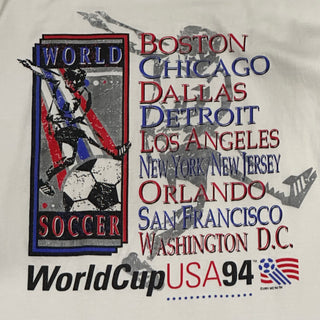 WORLD
SOCCER
BOSTON
CHICAGO
DALLAS
DETROIT
LOS ANGELES
NEW YORK/NEW JERSEY
ORLANDO
SAN FRANCISCO
WASHINGTON D.C.
WorldCupUSA94